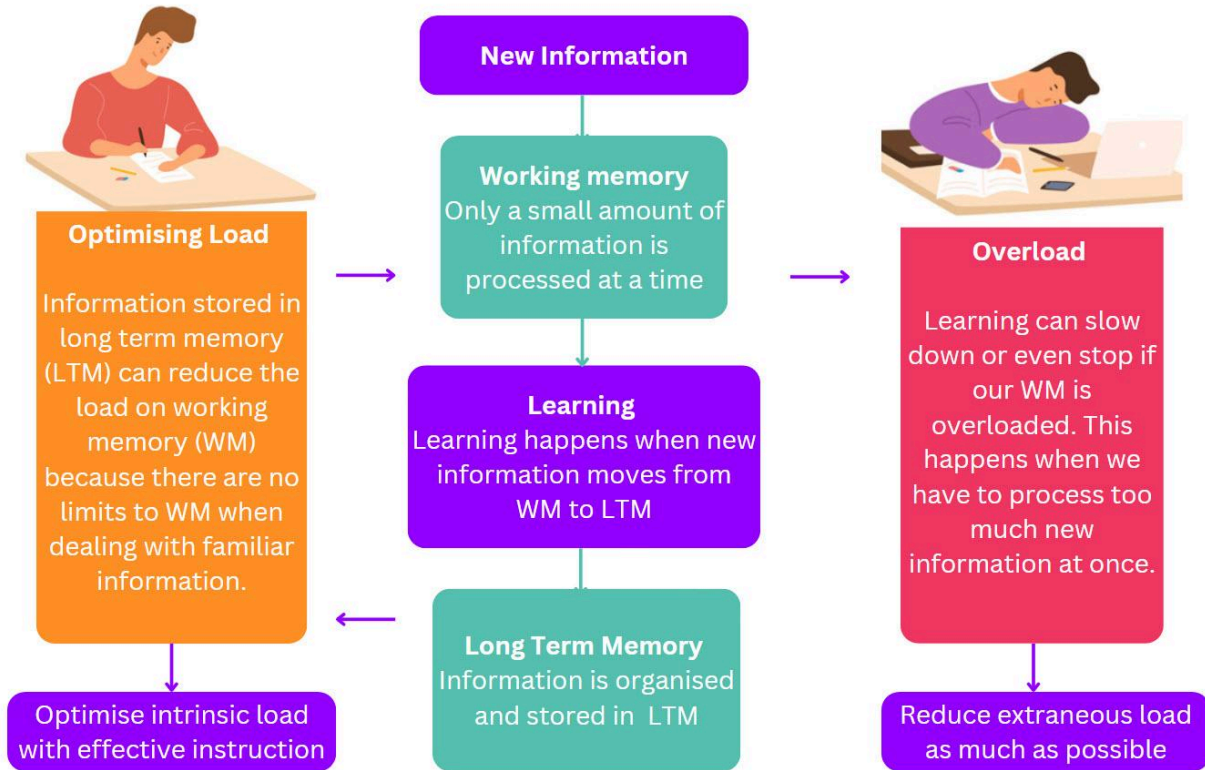 New Information
Working memory
Only a small amount of
information is
processed at a time
Learning
Learning happens when new
information moves from
WM to LTM
Long Term Memory
Information is organised
and stored in LTM
Optimising Load
Information stored in
long term memory
(LTM) can reduce the
load on working
memory (WM)
because there are no
limits to WM when
dealing with familiar
information.
Optimise intrinsic load
with effective instruction
Overload
Learning can slow
down or even stop if
our WM is
overloaded. This
happens when we
have to process too
much new
information at once.
Reduce extraneous load
as much as possible